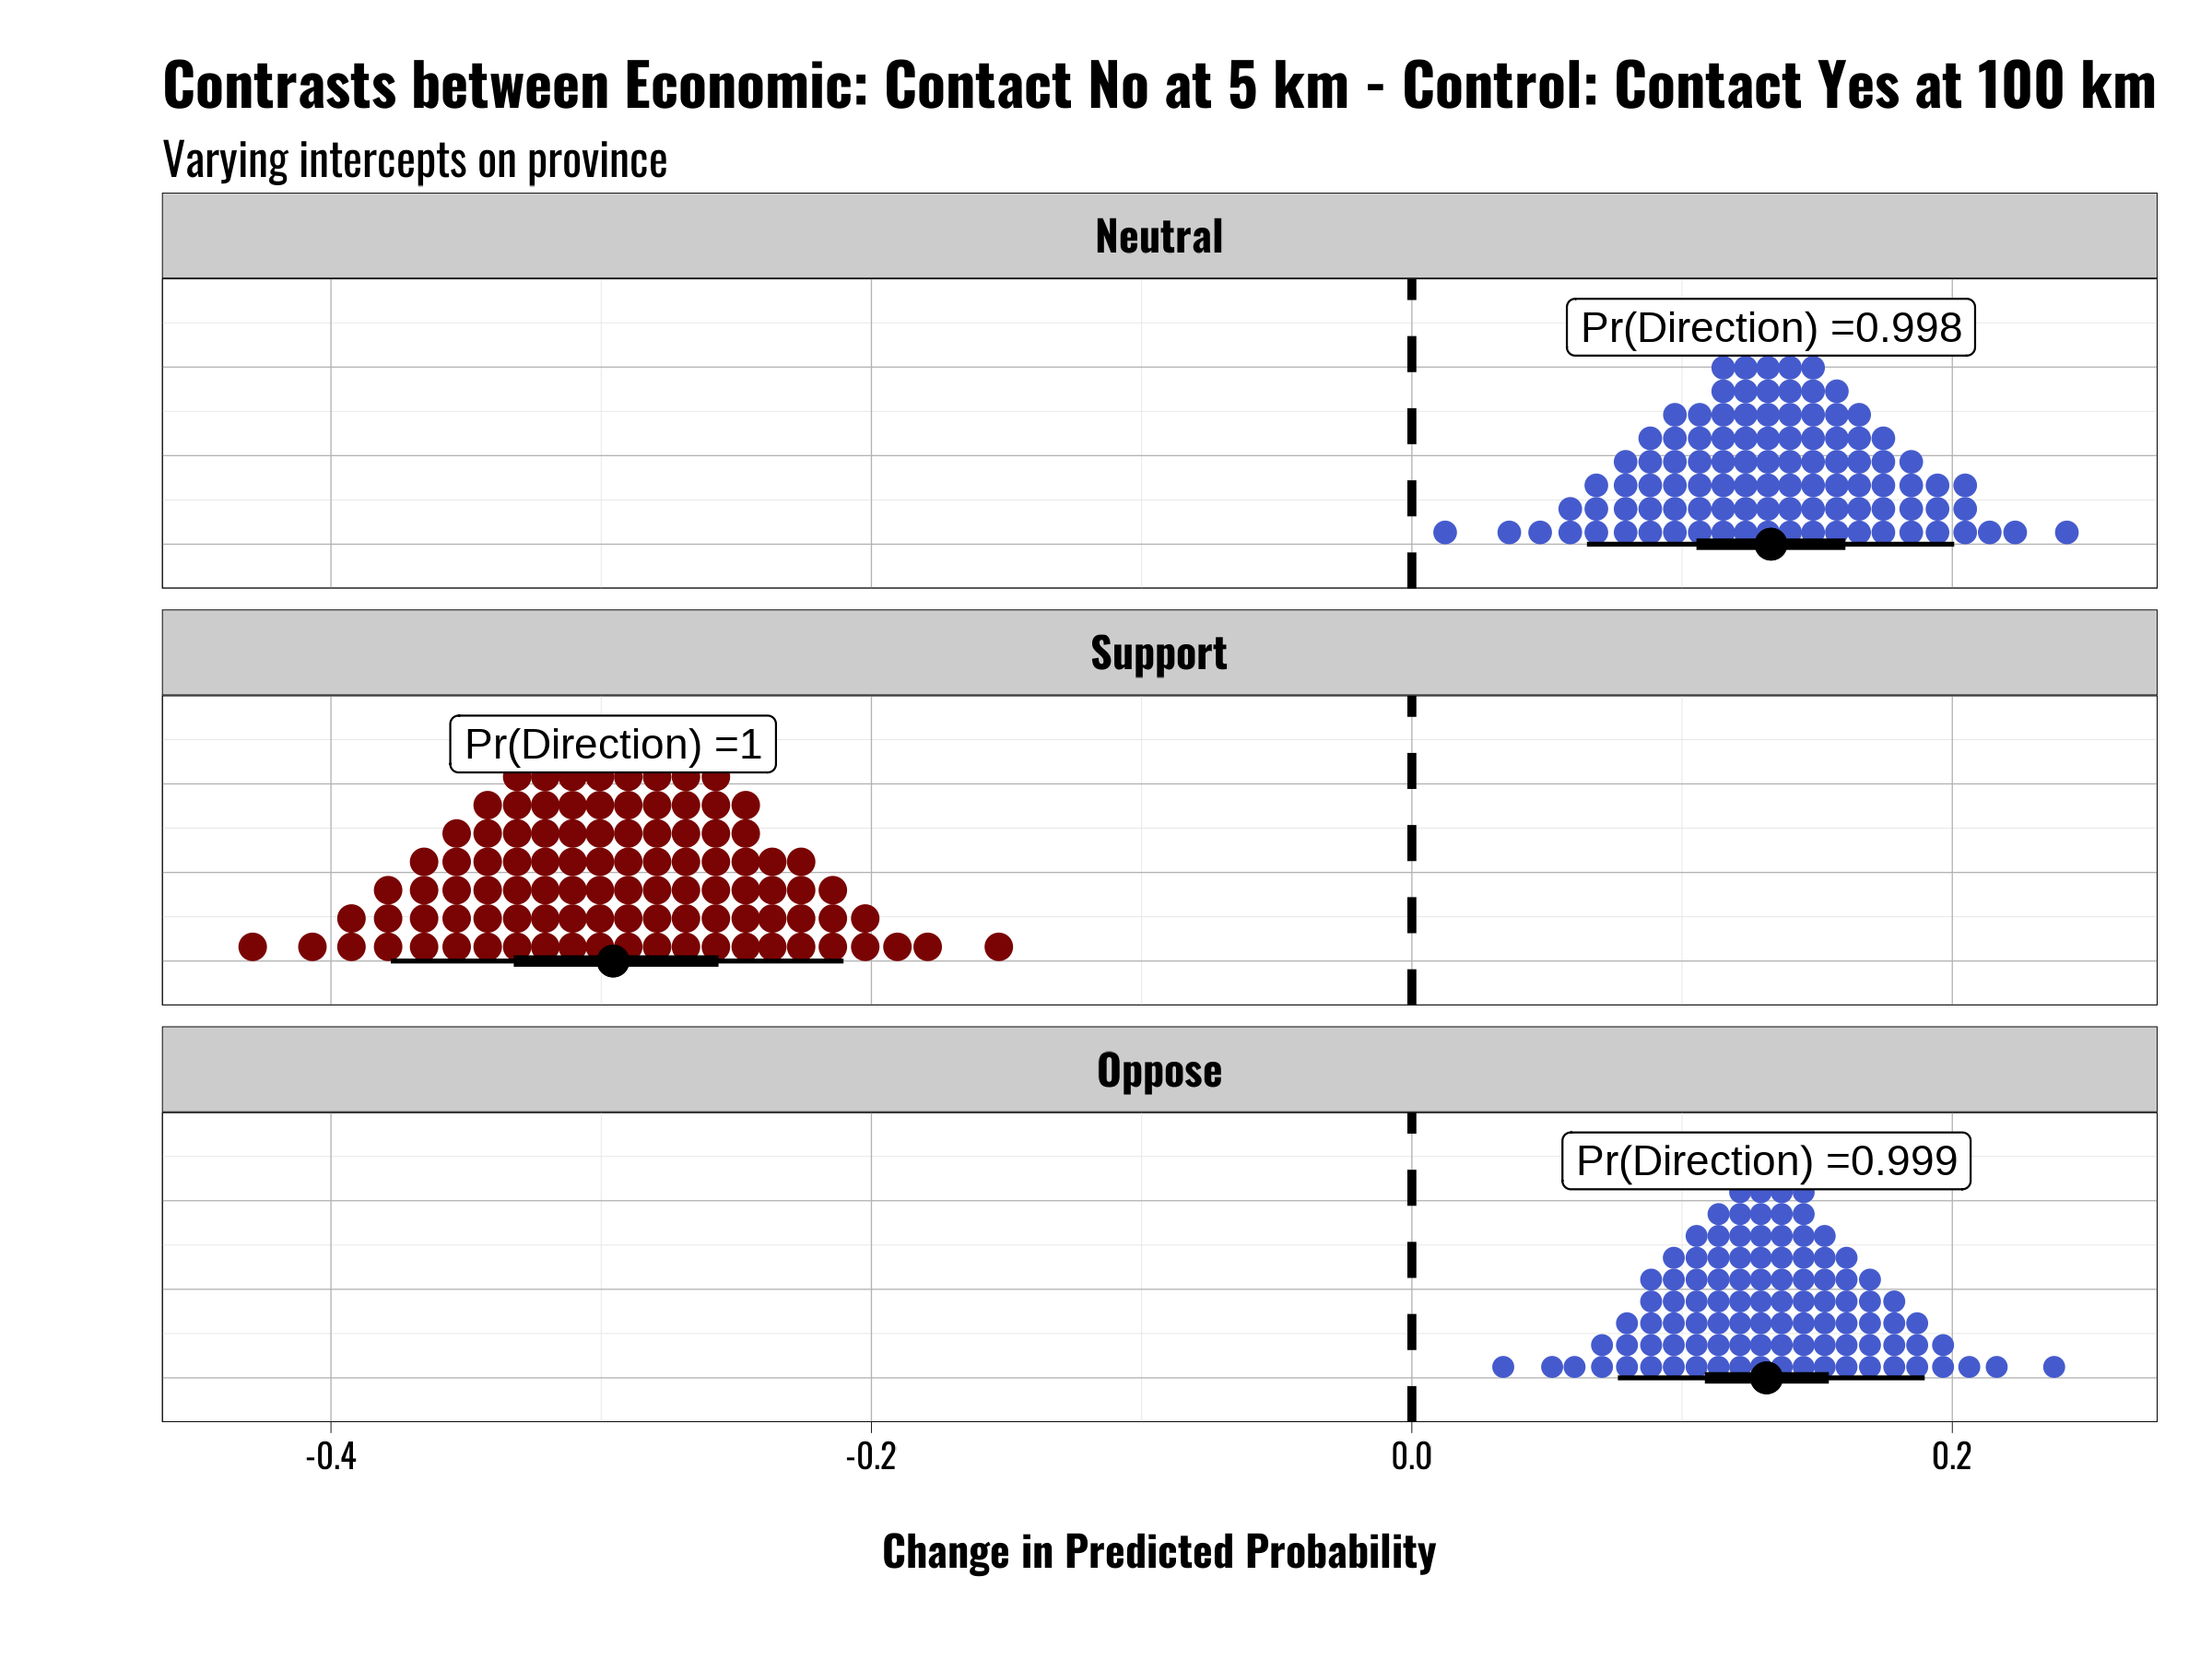 Contrasts between Economic: Contact No at 5 km - Control: Contact Yes at 100 km
Varying intercepts on province
Neutral
Pr(Direction) =0.998
Support
Pr(Direction) =1
Oppose
Pr(Direction) =0.999
-0.4 -0.2 0.0 0.2
Change in Predicted Probability